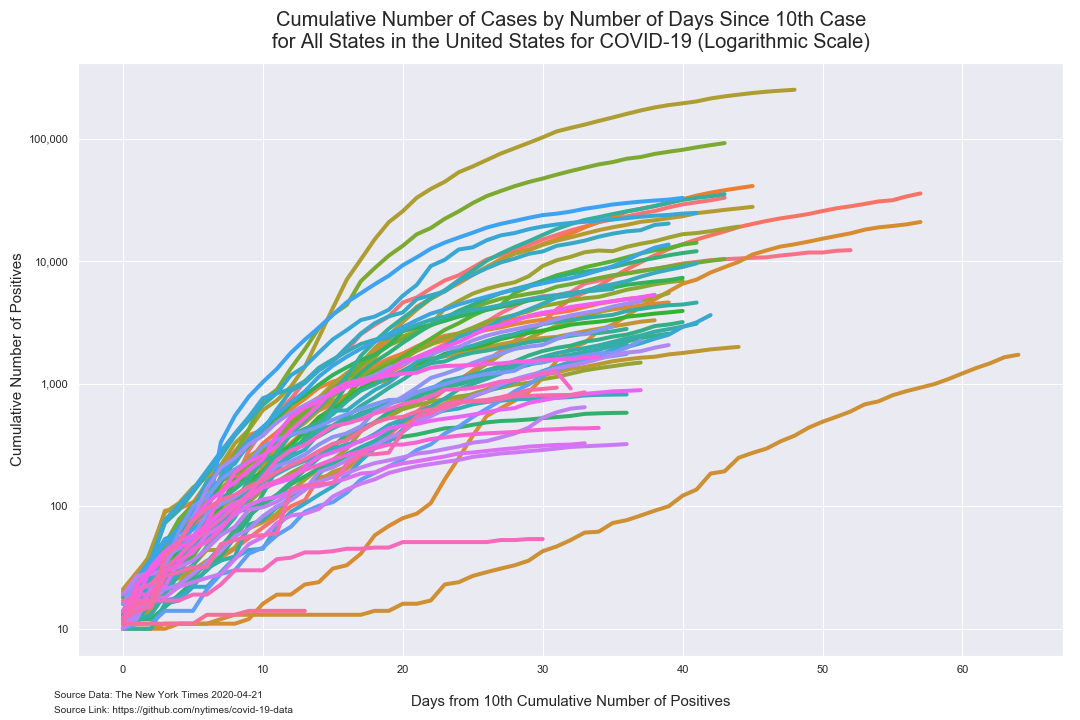 Cumulative Number of Cases by Number of Days Since 10th Case
for All States in the United States for COVID-19 (Logarithmic Scale)
Cumulative Number of Positives
100,000
10,000
1,000
100
10
0 10 20 30 40 50 60
Days from 10th Cumulative Number of Positives
Source Data: The New York Times 2020-04-21
Source Link: https://github.com/nytimes/covid-19-data